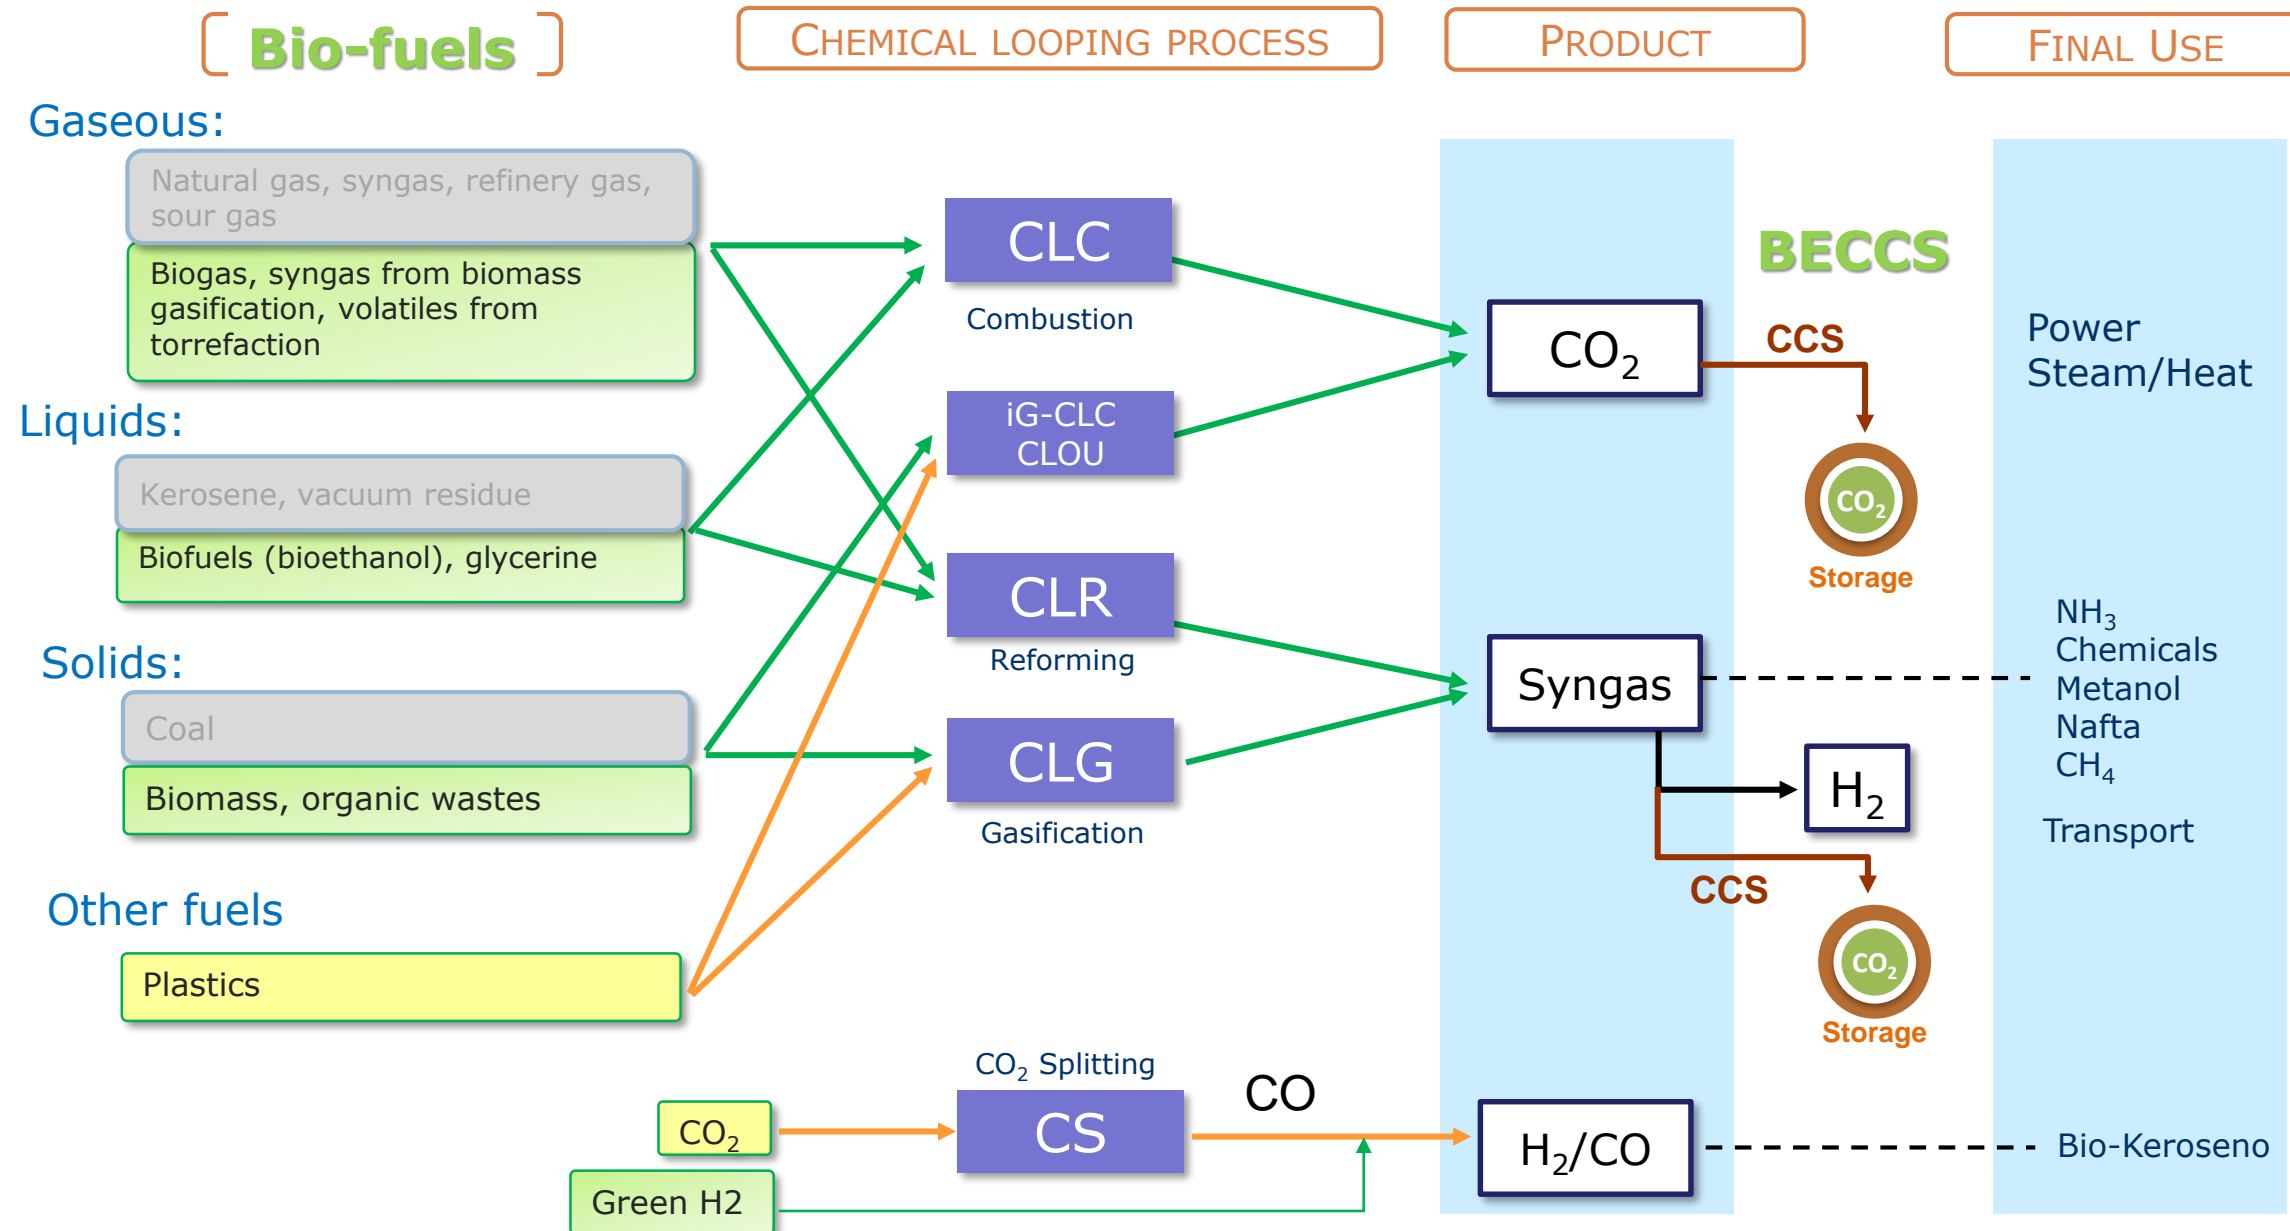 Bio-fuels
CHEMICAL LOOPING PROCESS
PRODUCT
FINAL USE
Gaseous:
Natural gas, syngas, refinery gas,
sour gas
Biogas, syngas from biomass
gasification, volatiles from
torrefaction
Liquids:
Kerosene, vacuum residue
Biofuels (bioethanol), glycerine
Solids:
Coal
Biomass, organic wastes
Other fuels
Plastics
CO₂
Green H2
CLC
Combustion
iG-CLC
CLOU
CLR
Reforming
CLG
Gasification
CO₂ Splitting
CS
CO
CO₂
Syngas
H₂
H₂/CO
BECCS
CCS
CO₂
Storage
CCS
CO₂
Storage
Power
Steam/Heat
NH₃
Chemicals
Metanol
Nafta
CH₄
Transport
Bio-Keroseno